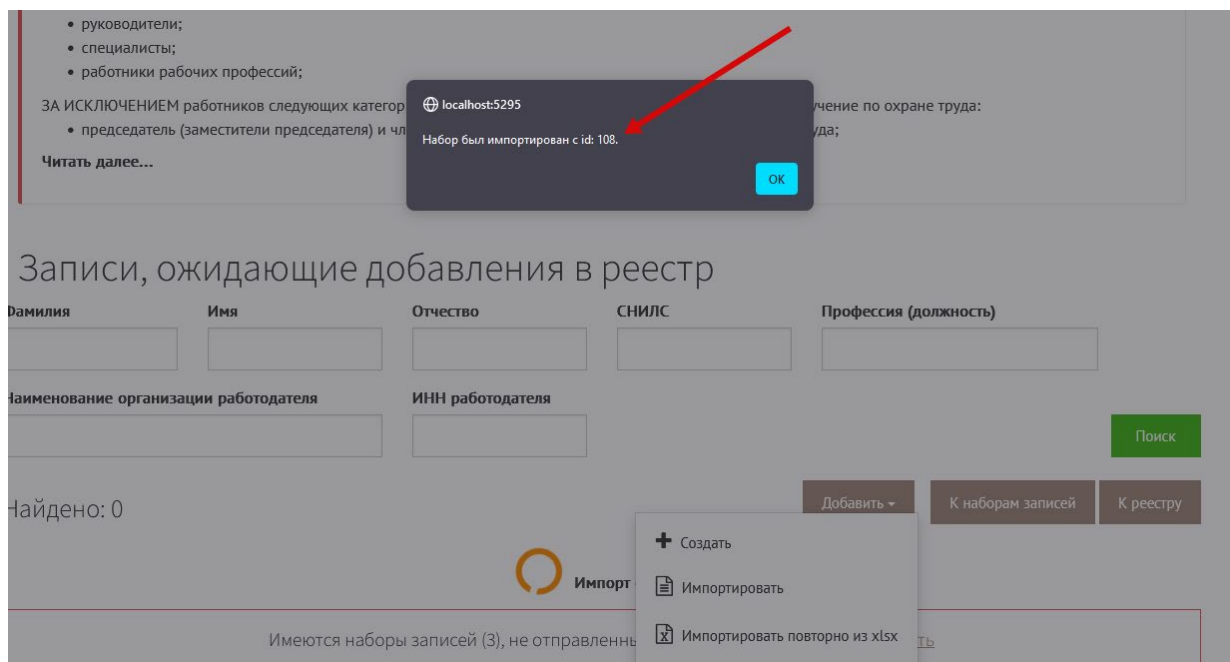 • руководители;
• специалисты;
• работники рабочих профессий;
ЗА ИСКЛЮЧЕНИЕМ работников следующих категор учение по охране труда:
• председатель (заместители председателя) и чл уда;
Читать далее...
localhost:5295
Набор был импортирован с id: 108.
OK
Записи, ожидающие добавления в реестр
Фамилия Имя Отчество СНИЛС Профессия (должность)
Наименование организации работодателя ИНН работодателя
Поиск
Найдено: 0 Добавить К наборам записей К реестру
Создать
Импорт
Импортировать
Импортировать повторно из xlsx
Имеются наборы записей (3), не отправленны ть